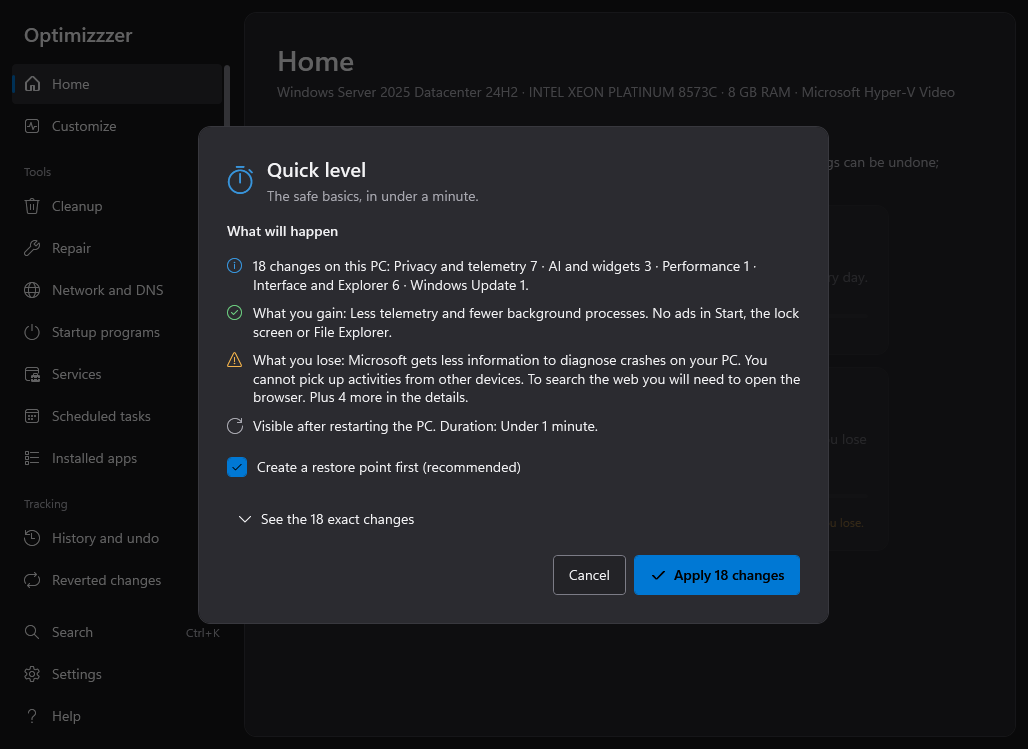 Optimizzzer
Home
Customize
Tools
Cleanup
Repair
Network and DNS
Startup programs
Services
Scheduled tasks
Installed apps
Tracking
History and undo
Reverted changes
Search Ctrl+K
Settings
Help
Home
Windows Server 2025 Datacenter 24H2 · INTEL XEON PLATINUM 8573C · 8 GB RAM · Microsoft Hyper-V Video
can be undone;
day.
lose
lose.
Quick level
The safe basics, in under a minute.
What will happen
18 changes on this PC: Privacy and telemetry 7 · AI and widgets 3 · Performance 1 ·
Interface and Explorer 6 · Windows Update 1.
What you gain: Less telemetry and fewer background processes. No ads in Start, the lock
screen or File Explorer.
What you lose: Microsoft gets less information to diagnose crashes on your PC. You
cannot pick up activities from other devices. To search the web you will need to open the
browser. Plus 4 more in the details.
Visible after restarting the PC. Duration: Under 1 minute.
Create a restore point first (recommended)
See the 18 exact changes
Cancel
Apply 18 changes